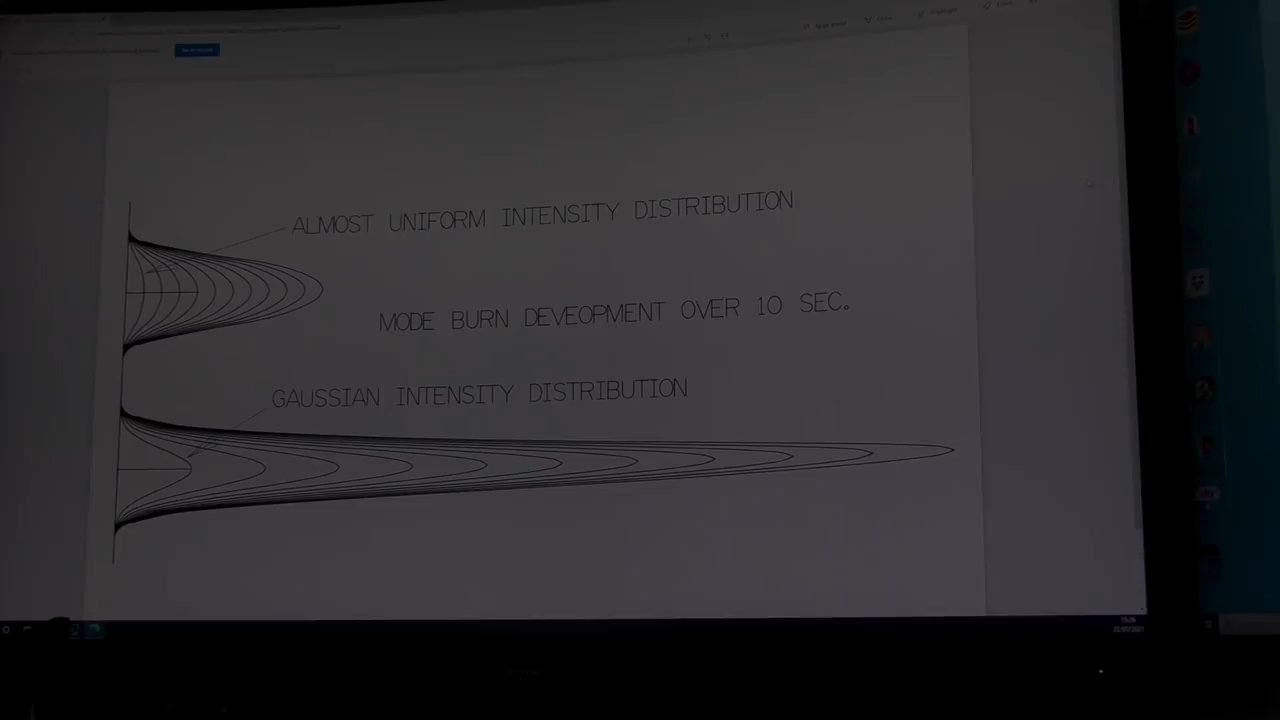 ALMOST UNIFORM INTENSITY DISTRIBUTION
MODE BURN DEVEOPMENT OVER 10 SEC.
GAUSSIAN INTENSITY DISTRIBUTION